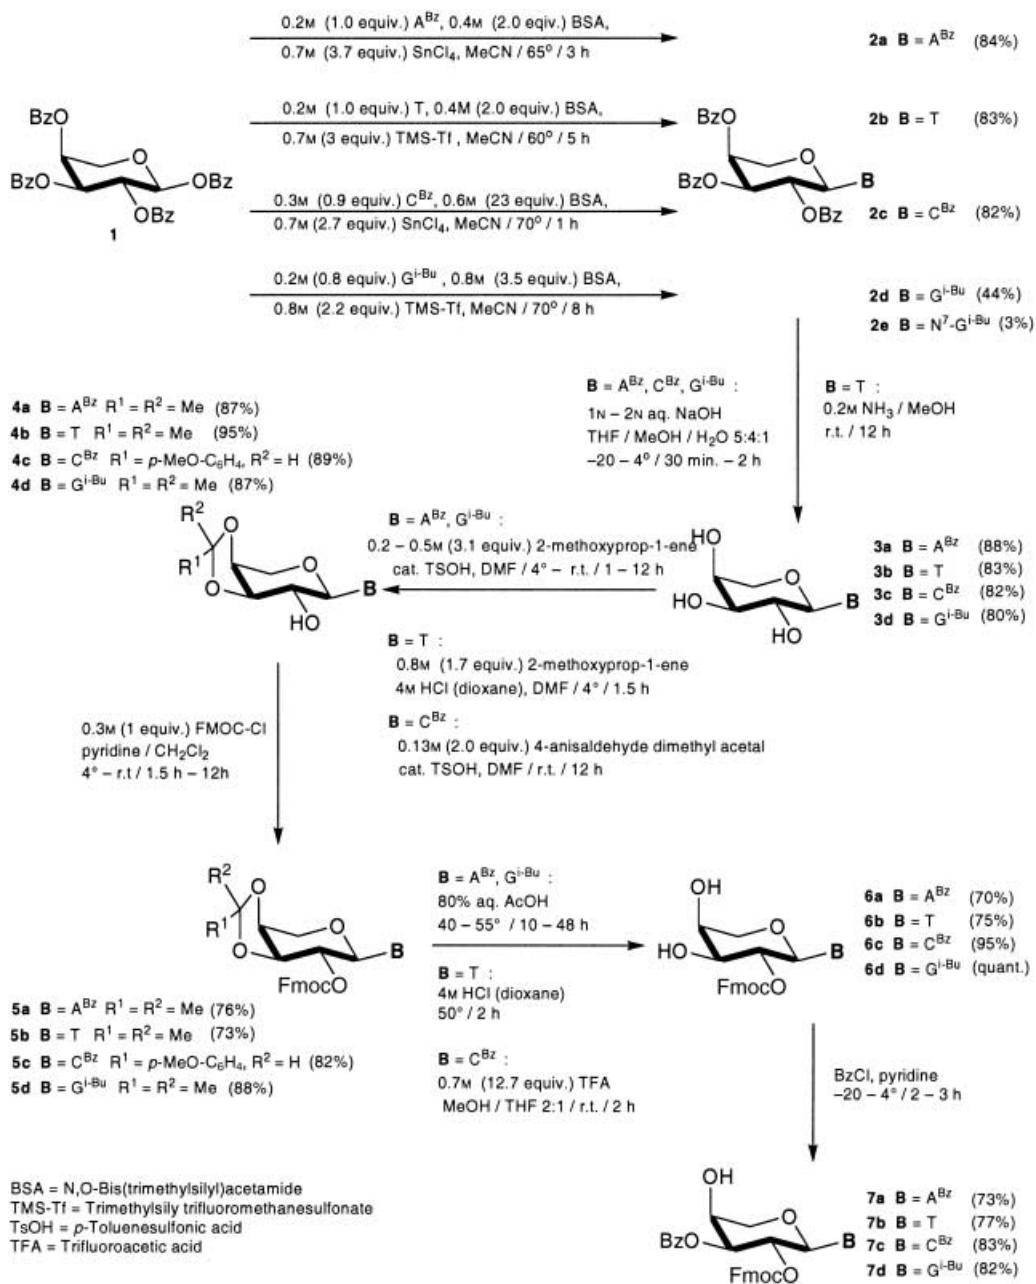 0.2M (1.0 equiv.) A^Bz, 0.4M (2.0 eqiv.) BSA,
0.7M (3.7 equiv.) SnCl4, MeCN / 65° / 3 h
2a B = A^Bz (84%)
0.2M (1.0 equiv.) T, 0.4M (2.0 equiv.) BSA,
0.7M (3 equiv.) TMS-Tf , MeCN / 60° / 5 h
2b B = T (83%)
BzO
O
BzO
OBz
OBz
1
BzO
O
BzO
B
OBz
0.3M (0.9 equiv.) C^Bz, 0.6M (23 equiv.) BSA,
0.7M (2.7 equiv.) SnCl4, MeCN / 70° / 1 h
2c B = C^Bz (82%)
0.2M (0.8 equiv.) G^i-Bu , 0.8M (3.5 equiv.) BSA,
0.8M (2.2 equiv.) TMS-Tf, MeCN / 70° / 8 h
2d B = G^i-Bu (44%)
2e B = N^7-G^i-Bu (3%)
B = A^Bz, C^Bz, G^i-Bu :
1N – 2N aq. NaOH
THF / MeOH / H2O 5:4:1
–20 – 4° / 30 min. – 2 h
B = T :
0.2M NH3 / MeOH
r.t. / 12 h
4a B = A^Bz R^1 = R^2 = Me (87%)
4b B = T R^1 = R^2 = Me (95%)
4c B = C^Bz R^1 = p-MeO-C6H4, R^2 = H (89%)
4d B = G^i-Bu R^1 = R^2 = Me (87%)
R^2
O
R^1
O
O
B
HO
B = A^Bz, G^i-Bu :
0.2 – 0.5M (3.1 equiv.) 2-methoxyprop-1-ene
cat. TSOH, DMF / 4° – r.t. / 1 – 12 h
HO
O
HO
B
HO
3a B = A^Bz (88%)
3b B = T (83%)
3c B = C^Bz (82%)
3d B = G^i-Bu (80%)
B = T :
0.8M (1.7 equiv.) 2-methoxyprop-1-ene
4M HCl (dioxane), DMF / 4° / 1.5 h
B = C^Bz :
0.13M (2.0 equiv.) 4-anisaldehyde dimethyl acetal
cat. TSOH, DMF / r.t. / 12 h
0.3M (1 equiv.) FMOC-Cl
pyridine / CH2Cl2
4° – r.t / 1.5 h – 12h
R^2
O
R^1
O
O
B
FmocO
5a B = A^Bz R^1 = R^2 = Me (76%)
5b B = T R^1 = R^2 = Me (73%)
5c B = C^Bz R^1 = p-MeO-C6H4, R^2 = H (82%)
5d B = G^i-Bu R^1 = R^2 = Me (88%)
B = A^Bz, G^i-Bu :
80% aq. AcOH
40 – 55° / 10 – 48 h
B = T :
4M HCl (dioxane)
50° / 2 h
B = C^Bz :
0.7M (12.7 equiv.) TFA
MeOH / THF 2:1 / r.t. / 2 h
OH
O
HO
B
FmocO
6a B = A^Bz (70%)
6b B = T (75%)
6c B = C^Bz (95%)
6d B = G^i-Bu (quant.)
BzCl, pyridine
–20 – 4° / 2 – 3 h
OH
O
BzO
B
FmocO
7a B = A^Bz (73%)
7b B = T (77%)
7c B = C^Bz (83%)
7d B = G^i-Bu (82%)
BSA = N,O-Bis(trimethylsilyl)acetamide
TMS-Tf = Trimethylsily trifluoromethanesulfonate
TsOH = p-Toluenesulfonic acid
TFA = Trifluoroacetic acid